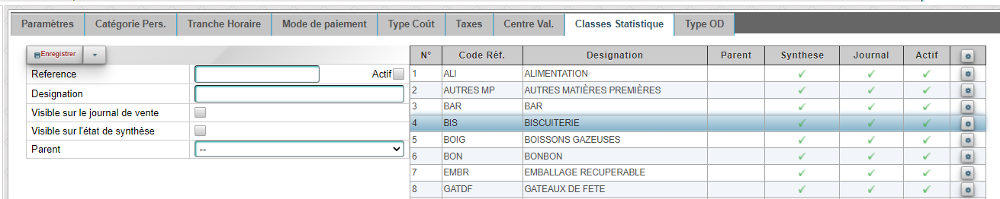 Paramètres Catégorie Pers. Tranche Horaire Mode de paiement Type Coût Taxes Centre Val. Classes Statistique Type OD
Enregistrer
Reference Actif
Designation
Visible sur le journal de vente
Visible sur l'état de synthèse
Parent --
N° Code Réf. Designation Parent Synthese Journal Actif
1 ALI ALIMENTATION
2 AUTRES MP AUTRES MATIÈRES PREMIÈRES
3 BAR BAR
4 BIS BISCUITERIE
5 BOIG BOISSONS GAZEUSES
6 BON BONBON
7 EMBR EMBALLAGE RECUPERABLE
8 GATDF GATEAUX DE FETE